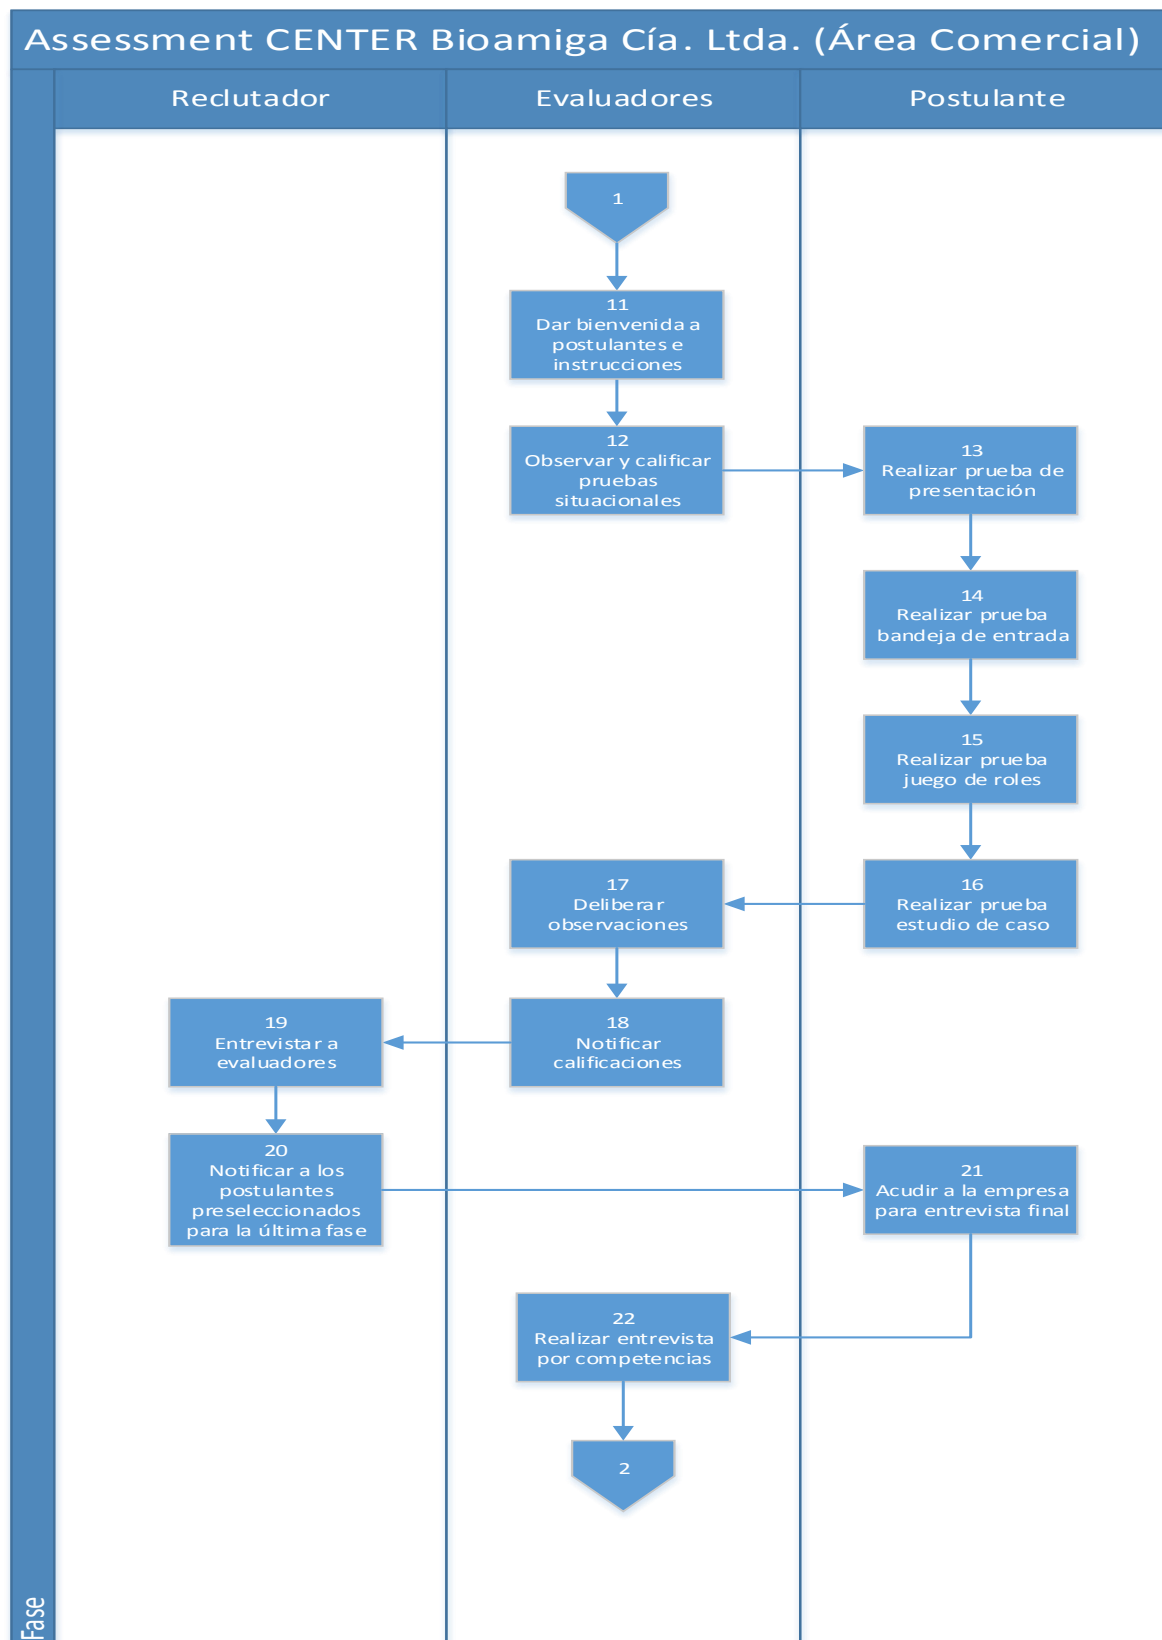 Assessment CENTER Bioamiga Cía. Ltda. (Área Comercial)
Reclutador
Evaluadores
Postulante
1
11
Dar bienvenida a
postulantes e
instrucciones
12
Observar y calificar
pruebas
situacionales
13
Realizar prueba de
presentación
14
Realizar prueba
bandeja de entrada
15
Realizar prueba
juego de roles
16
Realizar prueba
estudio de caso
17
Deliberar
observaciones
18
Notificar
calificaciones
19
Entrevistar a
evaluadores
20
Notificar a los
postulantes
preseleccionados
para la última fase
21
Acudir a la empresa
para entrevista final
22
Realizar entrevista
por competencias
2
Fase